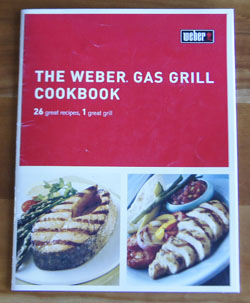 weber
THE WEBER. GAS GRILL
COOKBOOK
26 great recipes, 1 great grill